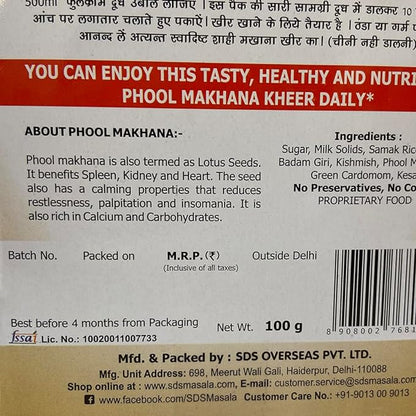 500ml फुलक्रीम दूध उबाल लीजिए। इस पैक की सारी सामग्री दूध में डालकर 10
आंच पर लगातार चलाते हुए पकाऐं। खीर खाने के लिये तैयार है। ठंडा या गर्म
आनन्द लें अत्यन्त स्वादिष्ट शाही मखाना खीर का। (चीनी नही डालनी)
YOU CAN ENJOY THIS TASTY, HEALTHY AND NUTRI
PHOOL MAKHANA KHEER DAILY*
ABOUT PHOOL MAKHANA:-
Phool makhana is also termed as Lotus Seeds.
It benefits Spleen, Kidney and Heart. The seed
also has a calming properties that reduces
restlessness, palpitation and insomania. It is
also rich in Calcium and Carbohydrates.
Ingredients :
Sugar, Milk Solids, Samak Ric
Badam Giri, Kishmish, Phool M
Green Cardomom, Kesa
No Preservatives, No Co
PROPRIETARY FOOD
Batch No. Packed on M.R.P.(₹) Outside Delhi
(Inclusive of all taxes)
8 908002 7681
Best before 4 months from Packaging
Net Wt. 100 g
fssai Lic. No.: 10020011007733
Mfd. & Packed by : SDS OVERSEAS PVT. LTD.
Mfg. Unit Address: 698, Meerut Wali Gali, Haiderpur, Delhi-110088
Shop online at : www.sdsmasala.com, E-mail : customer.service@sdsmasala
facebook.com/SDSMasala Customer Care No.: +91-9013 00 9013